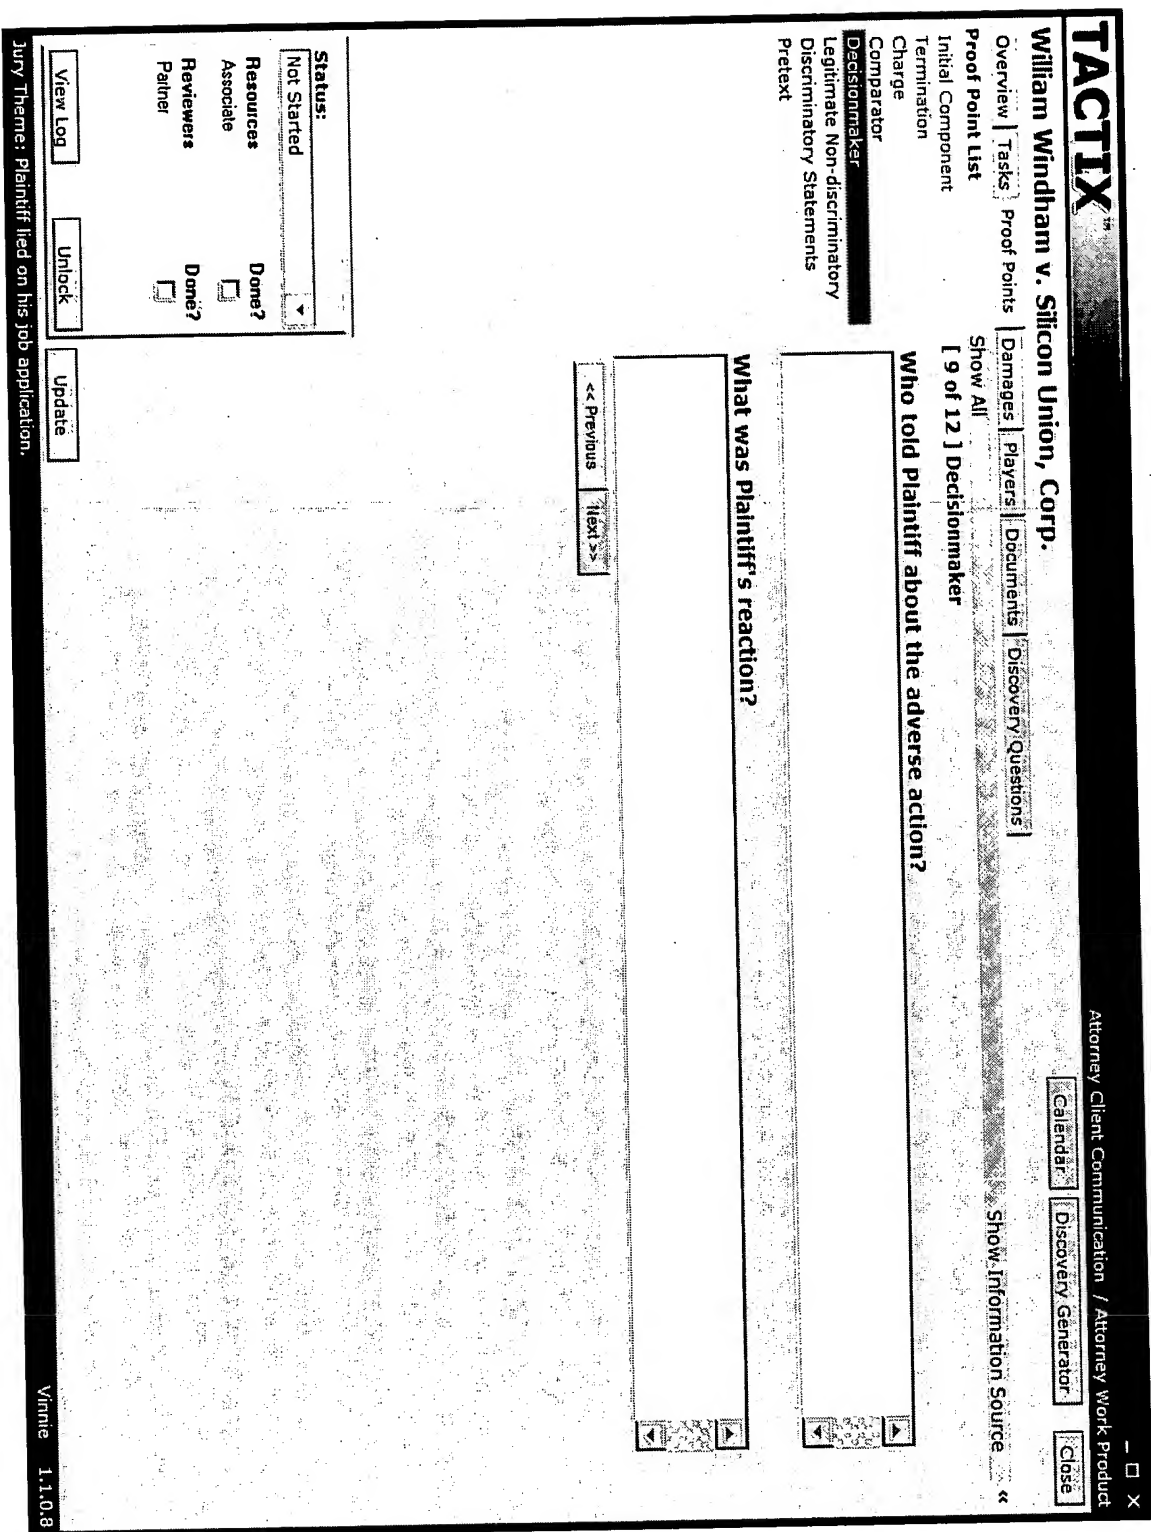 TACTIX™
Attorney Client Communication / Attorney Work Product
_ □ X
William Windham v. Silicon Union, Corp.
Calendar Discovery Generator Close
Overview Tasks Proof Points Damages Players Documents Discovery Questions
Proof Point List
Initial Component
Termination
Charge
Comparator
Decisionmaker
Legitimate Non-discriminatory
Discriminatory Statements
Pretext
Show All
Show Information Source «
[ 9 of 12 ] Decisionmaker
Who told Plaintiff about the adverse action?
What was Plaintiff's reaction?
<< Previous Next >>
Status:
Not Started
Resources Done?
Associate
Reviewers Done?
Partner
View Log Unlock Update
Jury Theme: Plaintiff lied on his job application.
Vinnie 1.1.0.8